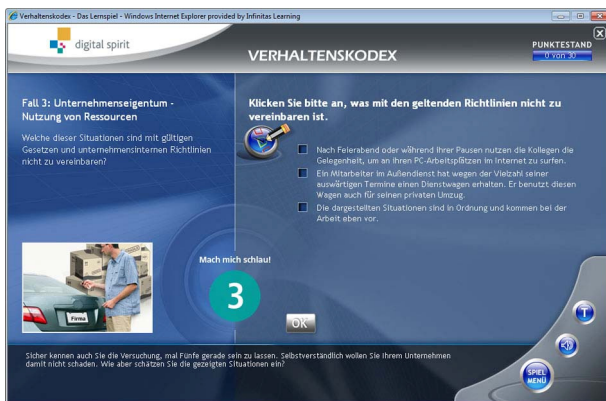 Verhaltenskodex - Das Lernspiel - Windows Internet Explorer provided by Infinitas Learning
digital spirit
VERHALTENSKODEX
PUNKTESTAND
0 von 30
Fall 3: Unternehmenseigentum -
Nutzung von Ressourcen
Welche dieser Situationen sind mit gültigen
Gesetzen und unternehmensinternen Richtlinien
nicht zu vereinbaren?
Klicken Sie bitte an, was mit den geltenden Richtlinien nicht zu
vereinbaren ist.
Nach Feierabend oder während ihrer Pausen nutzen die Kollegen die
Gelegenheit, um an ihren PC-Arbeitsplätzen im Internet zu surfen.
Ein Mitarbeiter im Außendienst hat wegen der Vielzahl seiner
auswärtigen Termine einen Dienstwagen erhalten. Er benutzt diesen
Wagen auch für seinen privaten Umzug.
Die dargestellten Situationen sind in Ordnung und kommen bei der
Arbeit eben vor.
Mach mich schlau!
3
Firma
OK
T
SPIEL
MENÜ
Sicher kennen auch Sie die Versuchung, mal Fünfe gerade sein zu lassen. Selbstverständlich wollen Sie Ihrem Unternehmen
damit nicht schaden. Wie aber schätzen Sie die gezeigten Situationen ein?